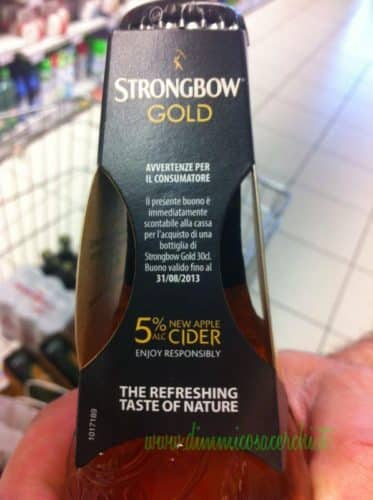 STRONGBOW
GOLD
AVVERTENZE PER
IL CONSUMATORE
Il presente buono è
immediatamente
scontabile alla cassa
per l'acquisto di una
bottiglia di
Strongbow Gold 30cl.
Buono valido fino al
31/08/2013
5% ALC NEW APPLE CIDER
ENJOY RESPONSIBLY
THE REFRESHING
TASTE OF NATURE
1017189
www.dimmicosacerchi.it